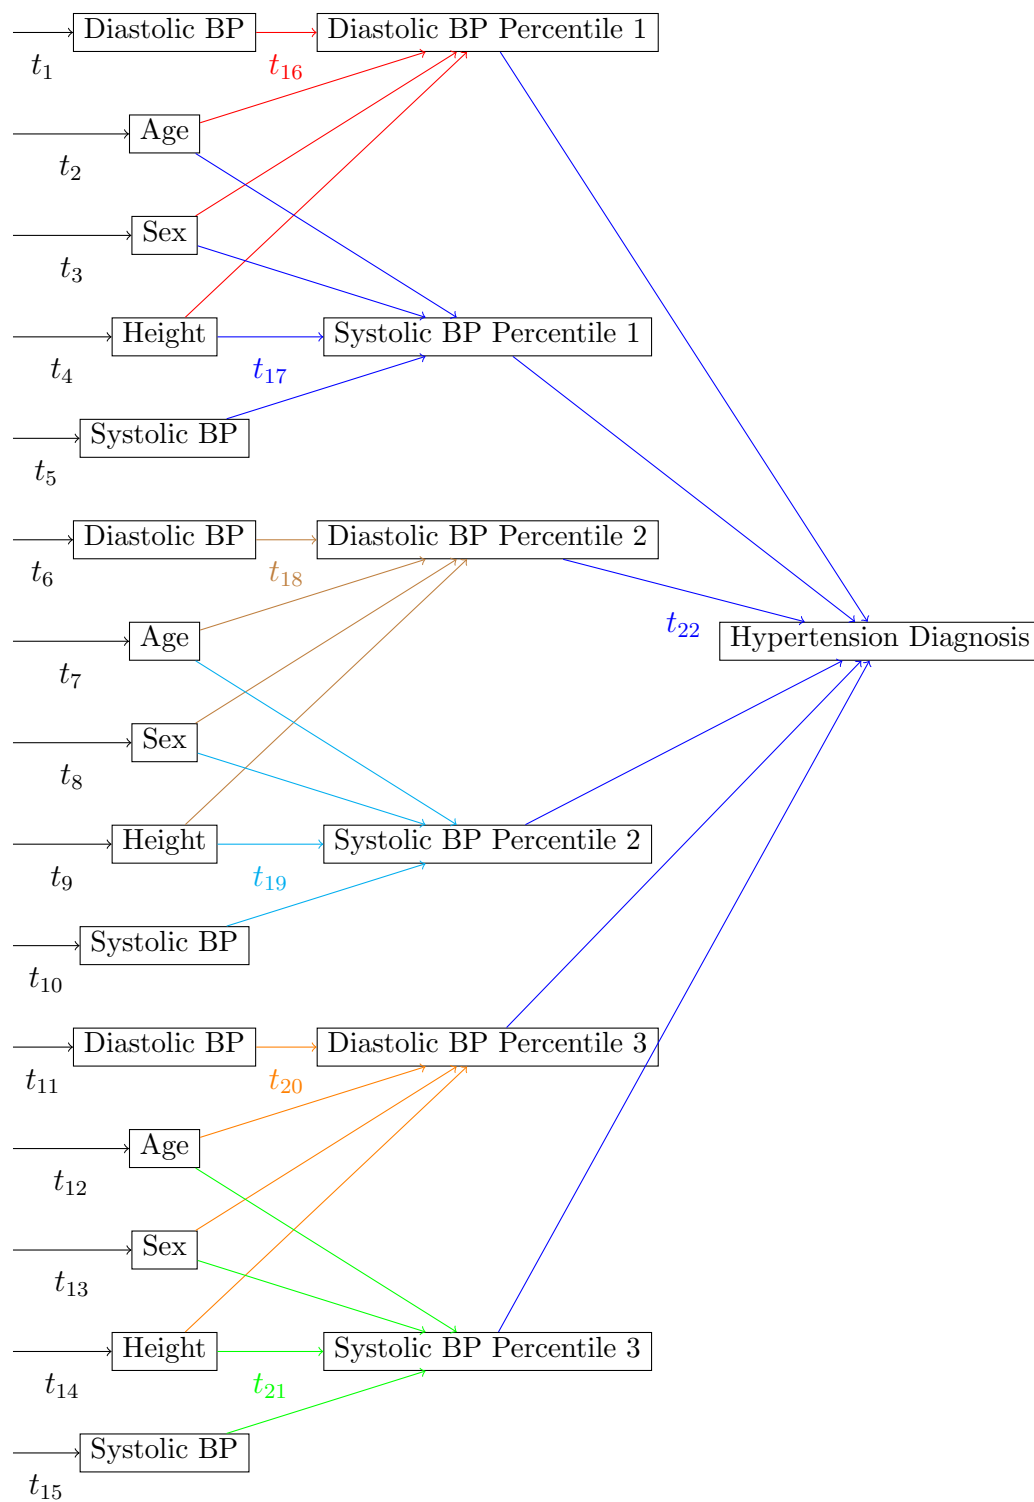 Diastolic BP
Diastolic BP Percentile 1
t₁
t₁₆
Age
t₂
Sex
t₃
Height
Systolic BP Percentile 1
t₄
t₁₇
Systolic BP
t₅
Diastolic BP
Diastolic BP Percentile 2
t₆
t₁₈
t₂₂
Hypertension Diagnosis
Age
t₇
Sex
t₈
Height
Systolic BP Percentile 2
t₉
t₁₉
Systolic BP
t₁₀
Diastolic BP
Diastolic BP Percentile 3
t₁₁
t₂₀
Age
t₁₂
Sex
t₁₃
Height
Systolic BP Percentile 3
t₁₄
t₂₁
Systolic BP
t₁₅